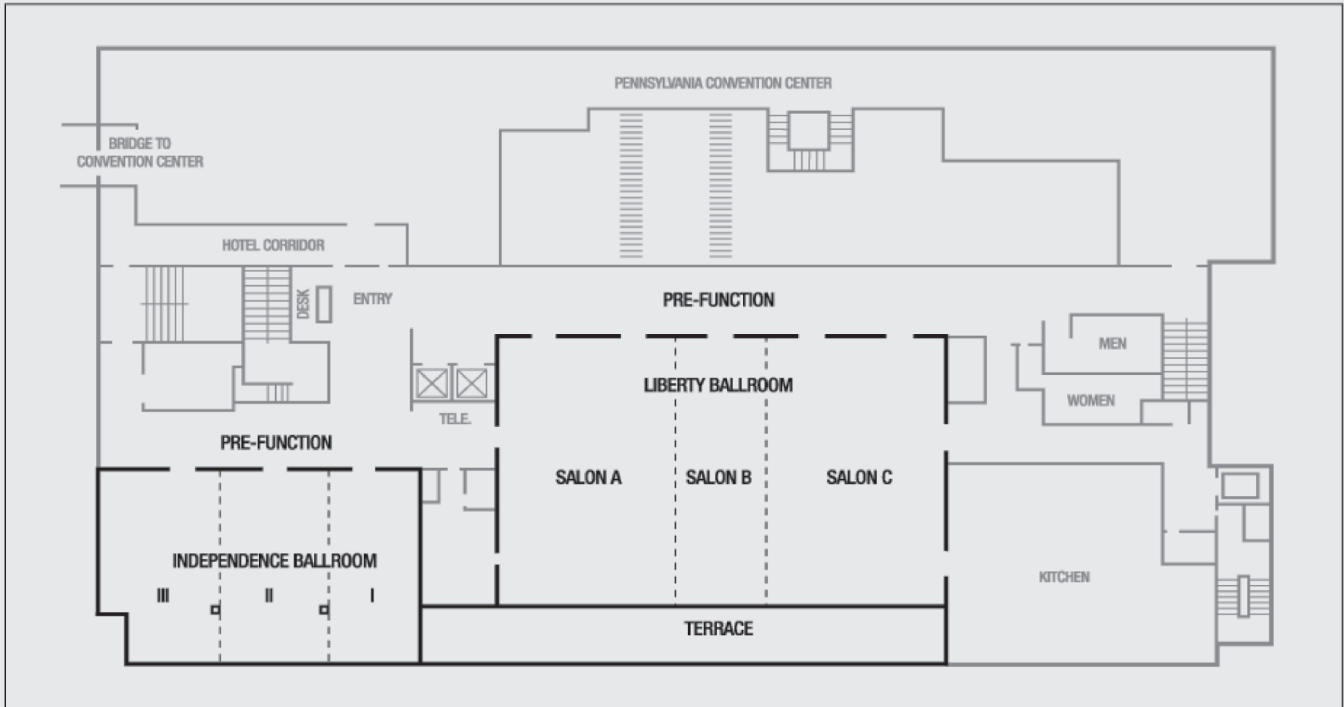 PENNSYLVANIA CONVENTION CENTER
BRIDGE TO
CONVENTION CENTER
HOTEL CORRIDOR
DESK
ENTRY
PRE-FUNCTION
MEN
LIBERTY BALLROOM
WOMEN
TELE.
PRE-FUNCTION
SALON A
SALON B
SALON C
INDEPENDENCE BALLROOM
KITCHEN
III
II
I
TERRACE